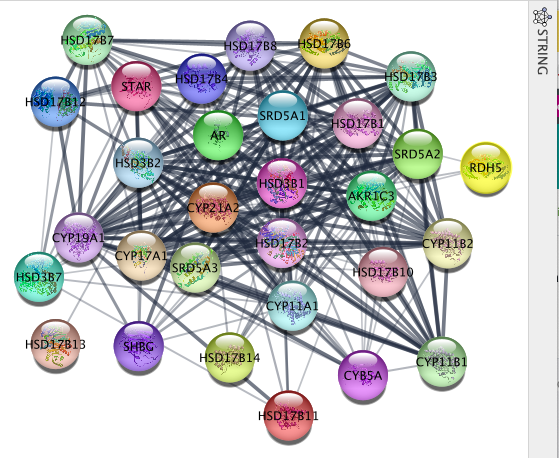 HSD17B7
HSD17B8
HSD17B6
STRING
HSD17B4
HSD17B3
STAR
HSD17B12
SRD5A1
HSD17B1
AR
SRD5A2
HSD3B2
RDH5
HSD3B1
AKR1C3
CYP21A2
CYP19A1
HSD17B2
CYP11B2
CYP17A1
SRD5A3
HSD17B10
HSD3B7
CYP11A1
HSD17B13
SHBG
HSD17B14
CYP11B1
CYB5A
HSD17B11